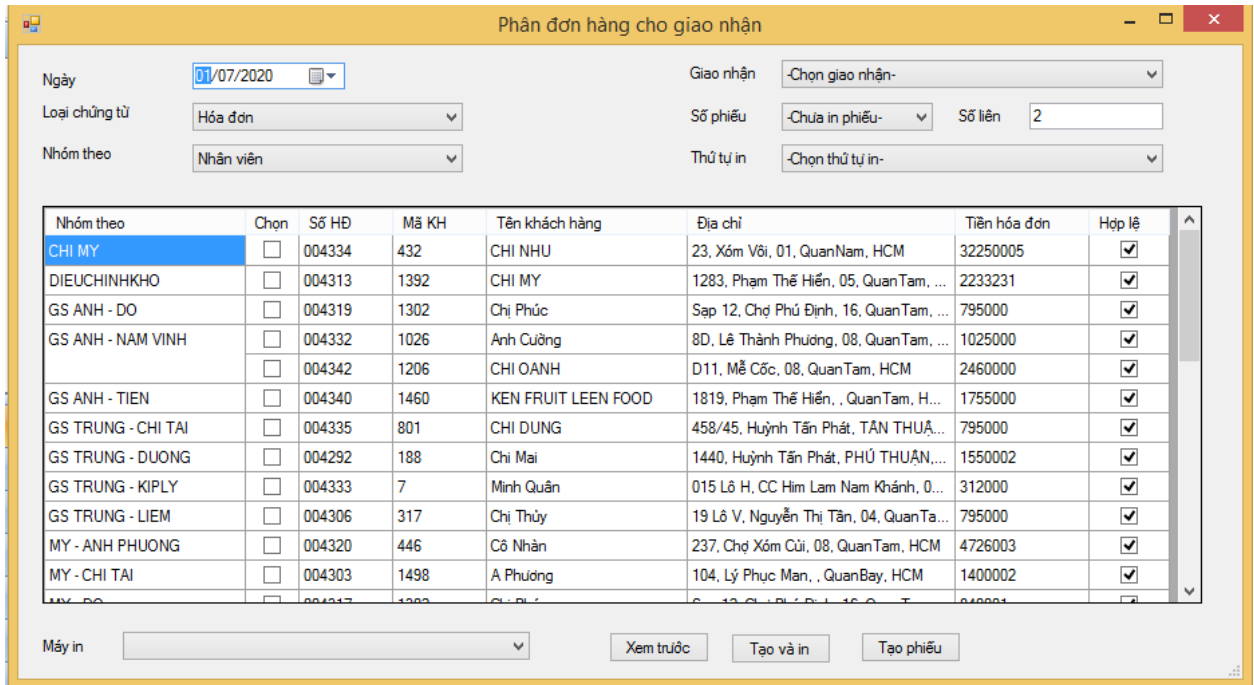 Phân đơn hàng cho giao nhận
Ngày 01/07/2020 Giao nhận -Chọn giao nhận-
Loại chứng từ Hóa đơn Số phiếu -Chưa in phiếu- Số liên 2
Nhóm theo Nhân viên Thứ tự in -Chọn thứ tự in-
Nhóm theo Chọn Số HĐ Mã KH Tên khách hàng Địa chỉ Tiền hóa đơn Hợp lệ
CHI MY 004334 432 CHI NHU 23, Xóm Vôi, 01, QuanNam, HCM 32250005
DIEUCHINHKHO 004313 1392 CHI MY 1283, Phạm Thế Hiển, 05, QuanTam, ... 2233231
GS ANH - DO 004319 1302 Chị Phúc Sạp 12, Chợ Phú Định, 16, QuanTam, ... 795000
GS ANH - NAM VINH 004332 1026 Anh Cường 8D, Lê Thành Phương, 08, QuanTam, ... 1025000
004342 1206 CHI OANH D11, Mễ Cốc, 08, QuanTam, HCM 2460000
GS ANH - TIEN 004340 1460 KEN FRUIT LEEN FOOD 1819, Phạm Thế Hiển, , QuanTam, H... 1755000
GS TRUNG - CHI TAI 004335 801 CHI DUNG 458/45, Huỳnh Tấn Phát, TÂN THUẬ... 795000
GS TRUNG - DUONG 004292 188 Chi Mai 1440, Huỳnh Tấn Phát, PHÚ THUẬN,... 1550002
GS TRUNG - KIPLY 004333 7 Minh Quân 015 Lô H, CC Him Lam Nam Khánh, 0... 312000
GS TRUNG - LIEM 004306 317 Chị Thủy 19 Lô V, Nguyễn Thị Tần, 04, QuanTa... 795000
MY - ANH PHUONG 004320 446 Cô Nhàn 237, Chợ Xóm Củi, 08, QuanTam, HCM 4726003
MY - CHI TAI 004303 1498 A Phương 104, Lý Phục Man, , QuanBay, HCM 1400002
Máy in Xem trước Tạo và in Tạo phiếu